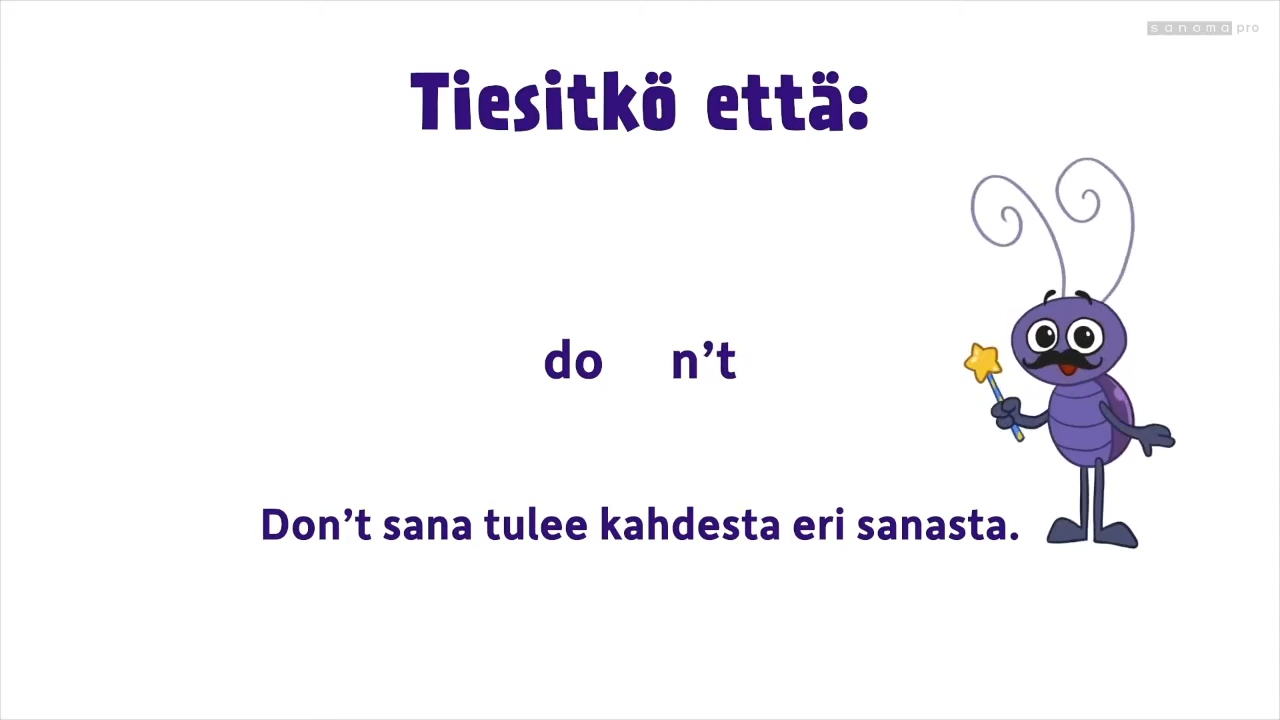 sanoma pro
Tiesitkö että:
do n’t
Don’t sana tulee kahdesta eri sanasta.